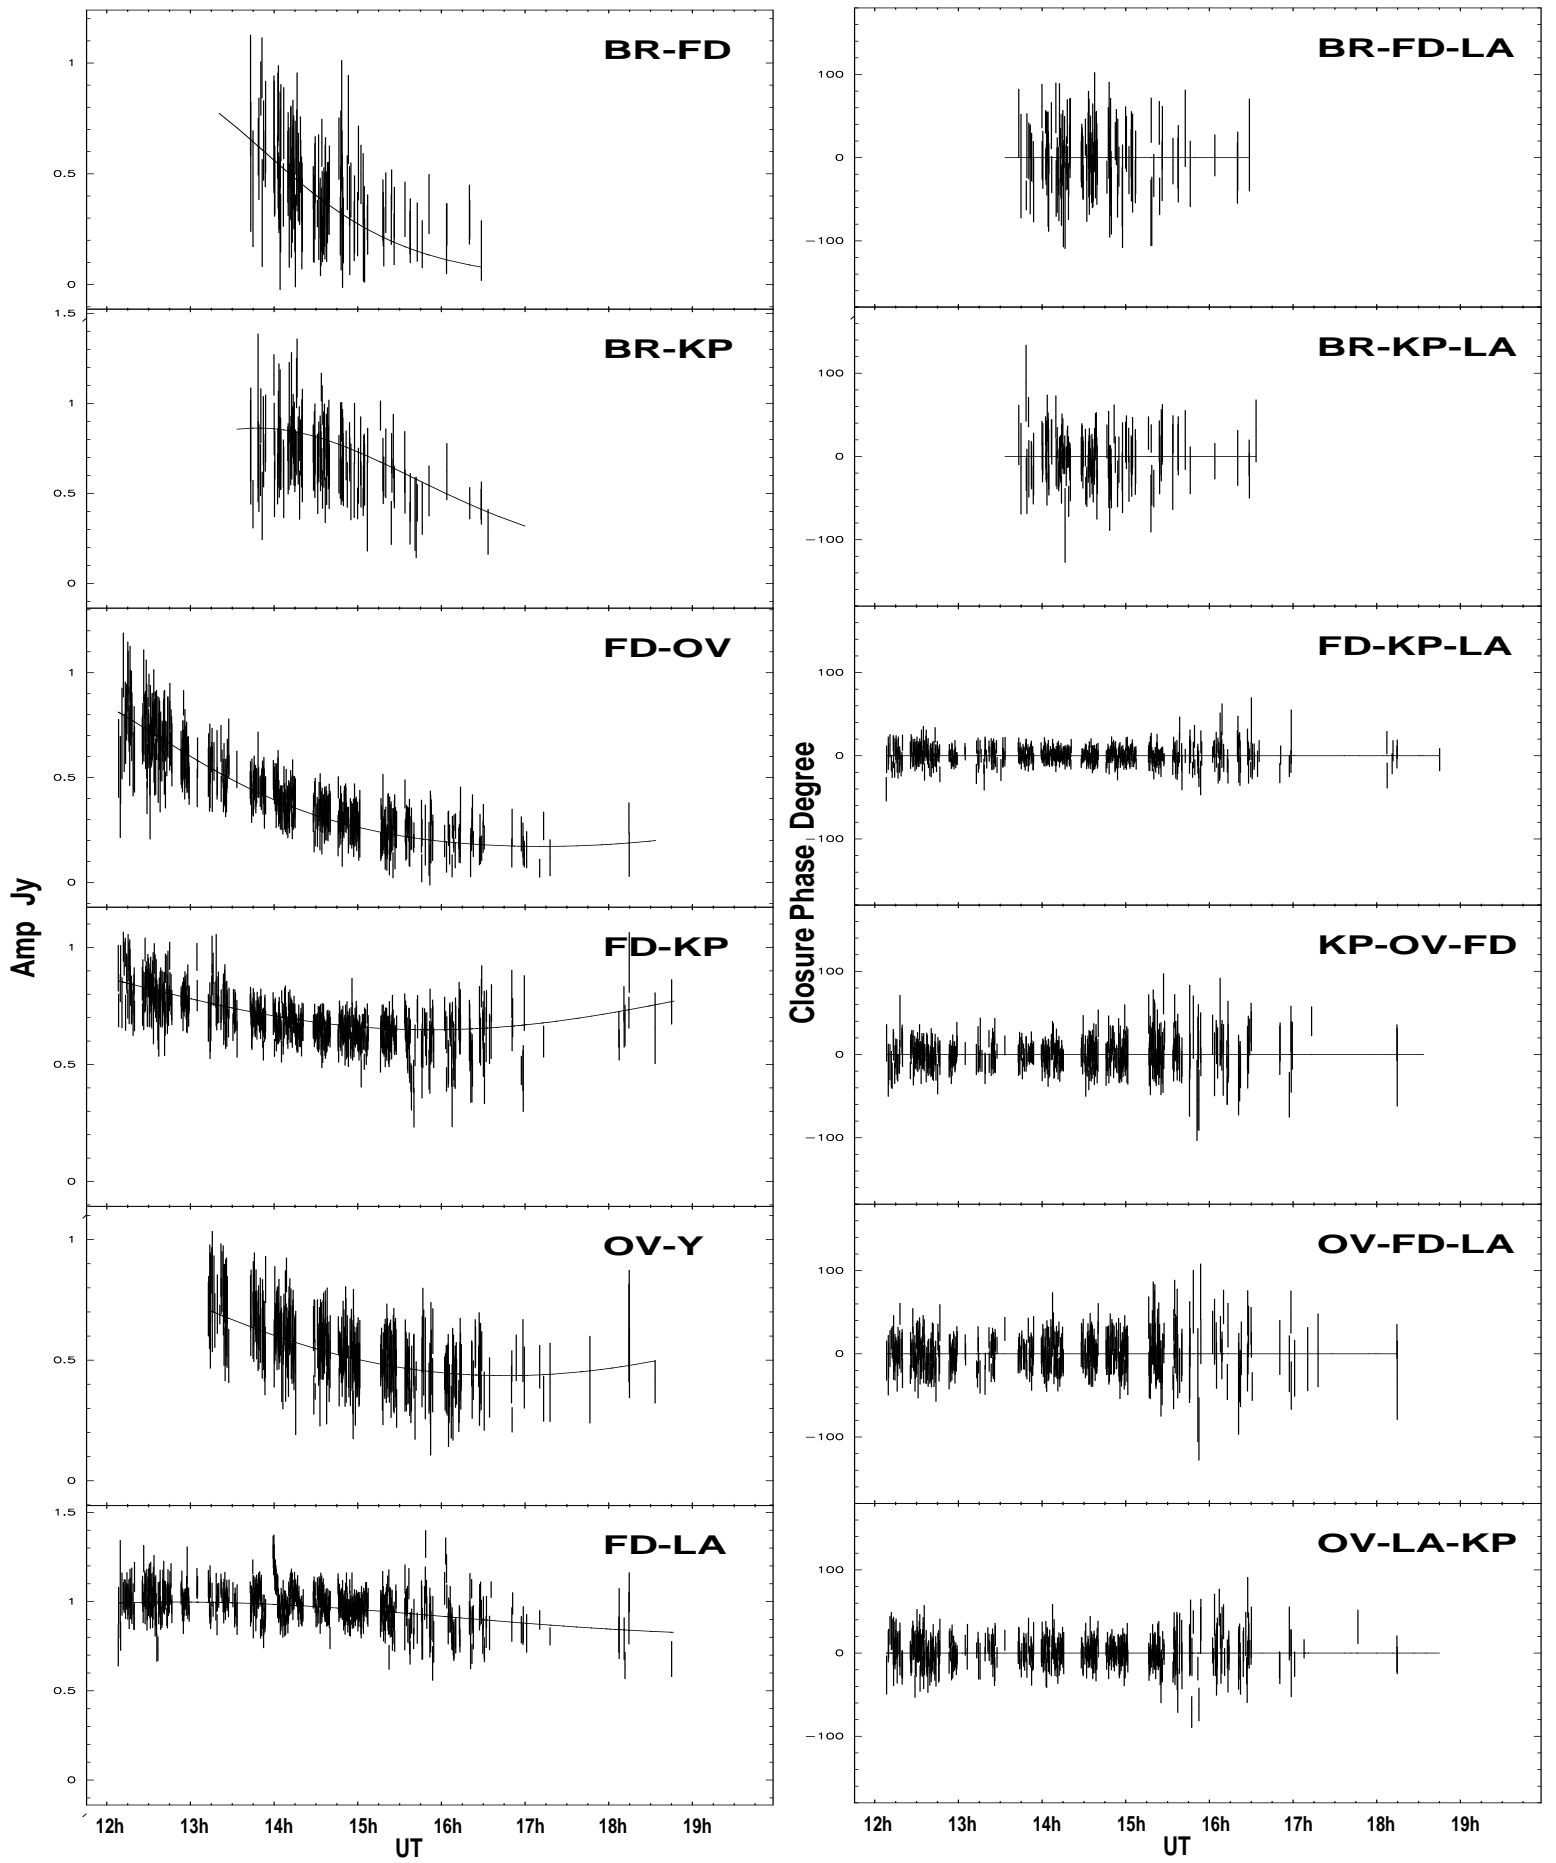 BR-FD
1
0.5
0
BR-KP
1.5
1
0.5
0
FD-OV
1
0.5
0
FD-KP
1
0.5
0
OV-Y
1
0.5
0
FD-LA
1.5
1
0.5
0
Amp Jy
12h 13h 14h 15h 16h 17h 18h 19h
UT
BR-FD-LA
100
0
−100
BR-KP-LA
100
0
−100
FD-KP-LA
100
0
−100
KP-OV-FD
100
0
−100
OV-FD-LA
100
0
−100
OV-LA-KP
100
0
−100
Closure Phase Degree
12h 13h 14h 15h 16h 17h 18h 19h
UT